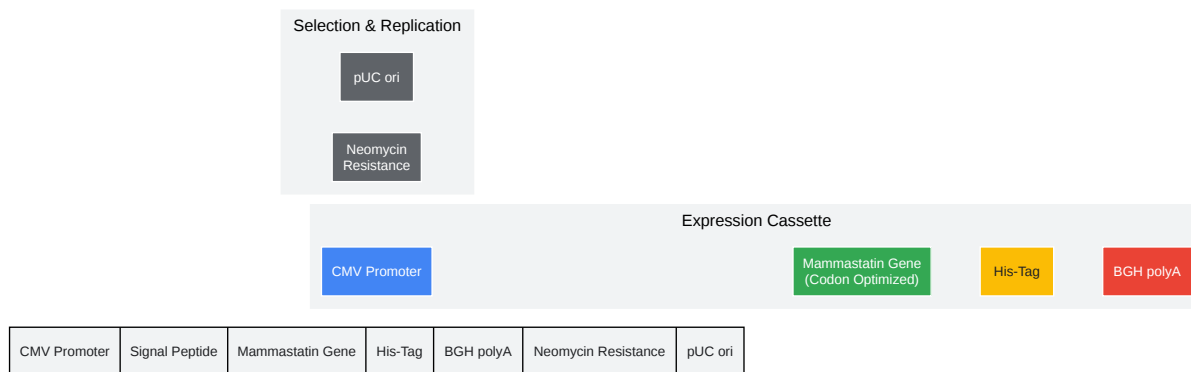 Selection & Replication
pUC ori
Neomycin
Resistance
Expression Cassette
CMV Promoter
Mammastatin Gene
(Codon Optimized)
His-Tag
BGH polyA
CMV Promoter
Signal Peptide
Mammastatin Gene
His-Tag
BGH polyA
Neomycin Resistance
pUC ori